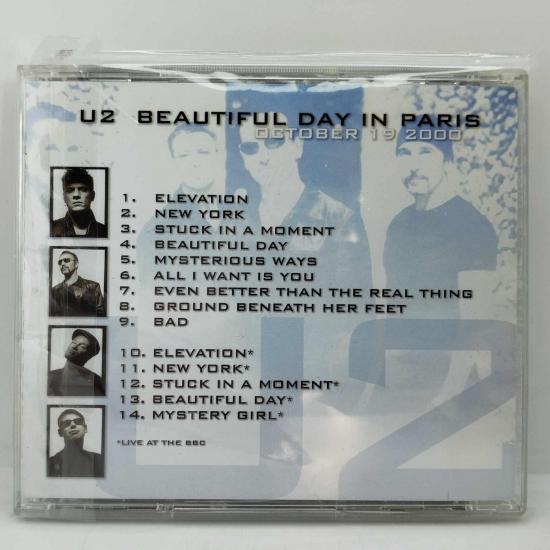 U2 BEAUTIFUL DAY IN PARIS
OCTOBER 19 2000
1. ELEVATION
2. NEW YORK
3. STUCK IN A MOMENT
4. BEAUTIFUL DAY
5. MYSTERIOUS WAYS
6. ALL I WANT IS YOU
7. EVEN BETTER THAN THE REAL THING
8. GROUND BENEATH HER FEET
9. BAD
10. ELEVATION*
11. NEW YORK*
12. STUCK IN A MOMENT*
13. BEAUTIFUL DAY*
14. MYSTERY GIRL*
*LIVE AT THE BBC
U2